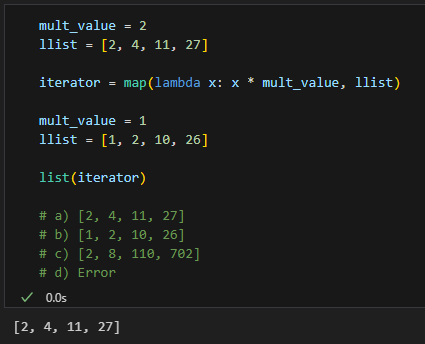 mult_value = 2
llist = [2, 4, 11, 27]
iterator = map(lambda x: x * mult_value, llist)
mult_value = 1
llist = [1, 2, 10, 26]
list(iterator)
# a) [2, 4, 11, 27]
# b) [1, 2, 10, 26]
# c) [2, 8, 110, 702]
# d) Error
0.0s
[2, 4, 11, 27]